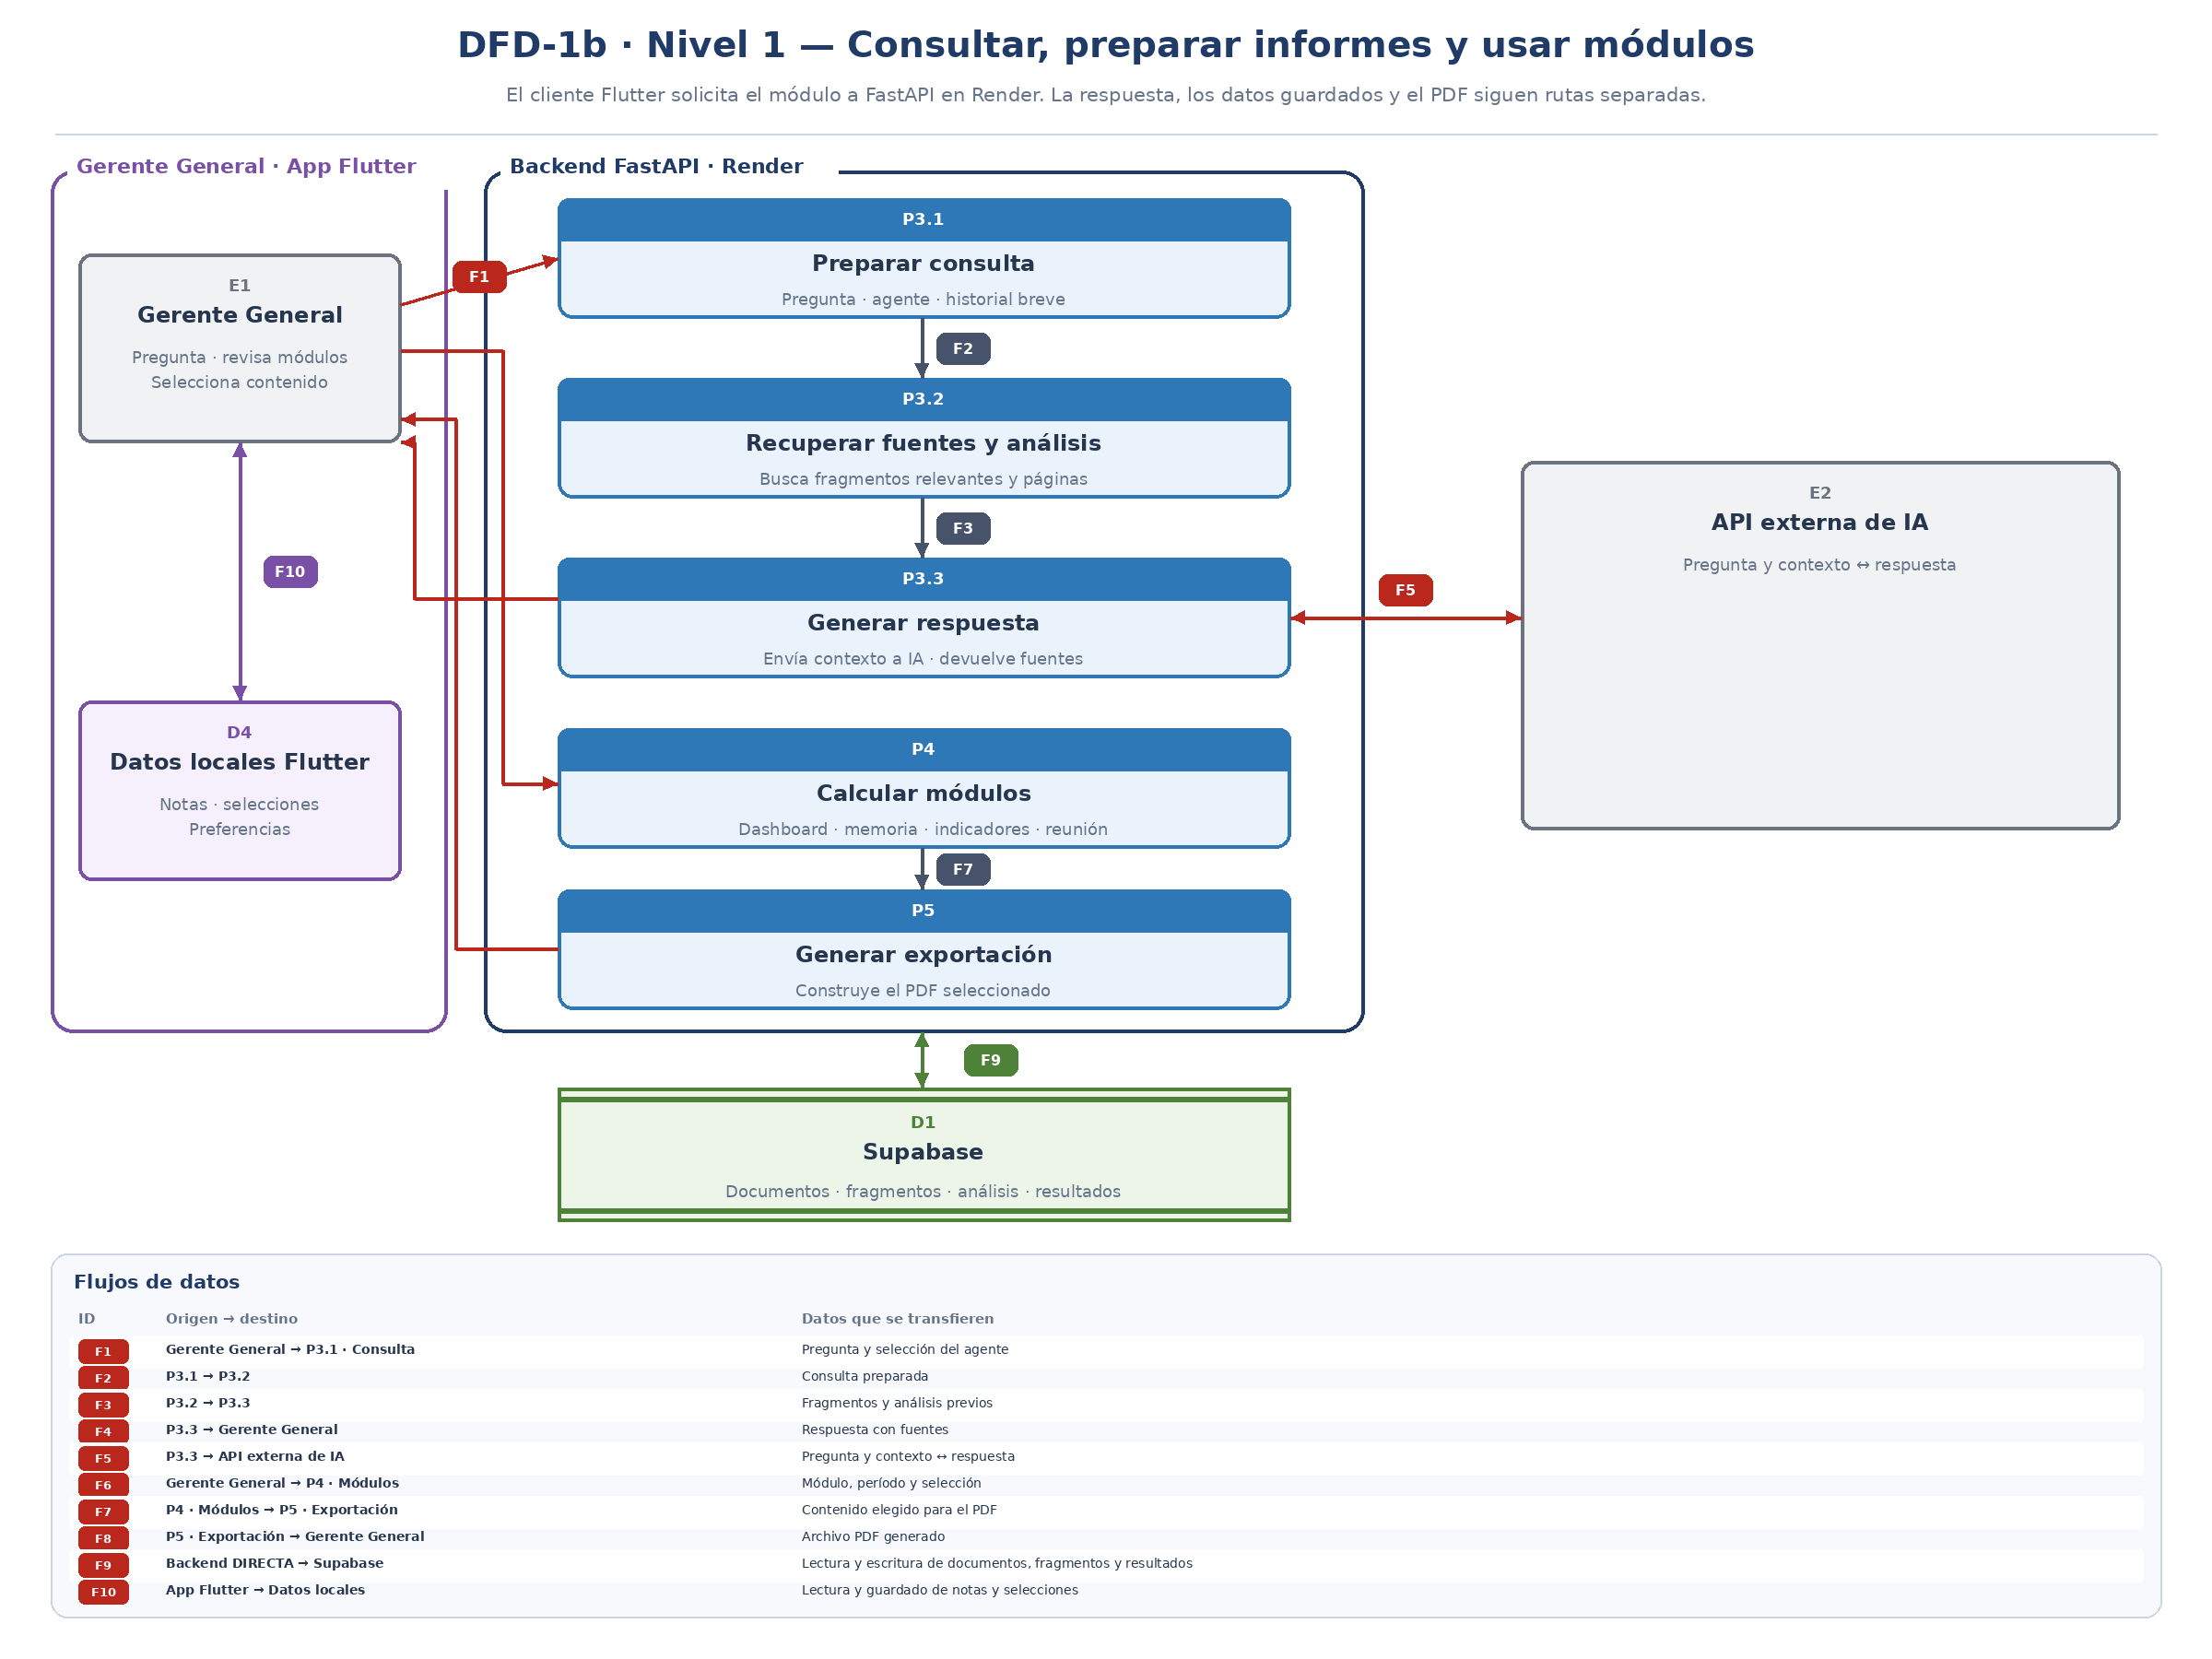 DFD-1b · Nivel 1 — Consultar, preparar informes y usar módulos
El cliente Flutter solicita el módulo a FastAPI en Render. La respuesta, los datos guardados y el PDF siguen rutas separadas.
Gerente General · App Flutter
Backend FastAPI · Render
E1
Gerente General
Pregunta · revisa módulos
Selecciona contenido
F1
P3.1
Preparar consulta
Pregunta · agente · historial breve
F2
P3.2
Recuperar fuentes y análisis
Busca fragmentos relevantes y páginas
F3
P3.3
Generar respuesta
Envía contexto a IA · devuelve fuentes
F5
E2
API externa de IA
Pregunta y contexto ↔ respuesta
F10
D4
Datos locales Flutter
Notas · selecciones
Preferencias
P4
Calcular módulos
Dashboard · memoria · indicadores · reunión
F7
P5
Generar exportación
Construye el PDF seleccionado
F9
D1
Supabase
Documentos · fragmentos · análisis · resultados
Flujos de datos
ID Origen → destino Datos que se transfieren
F1 Gerente General → P3.1 · Consulta Pregunta y selección del agente
F2 P3.1 → P3.2 Consulta preparada
F3 P3.2 → P3.3 Fragmentos y análisis previos
F4 P3.3 → Gerente General Respuesta con fuentes
F5 P3.3 → API externa de IA Pregunta y contexto ↔ respuesta
F6 Gerente General → P4 · Módulos Módulo, período y selección
F7 P4 · Módulos → P5 · Exportación Contenido elegido para el PDF
F8 P5 · Exportación → Gerente General Archivo PDF generado
F9 Backend DIRECTA → Supabase Lectura y escritura de documentos, fragmentos y resultados
F10 App Flutter → Datos locales Lectura y guardado de notas y selecciones